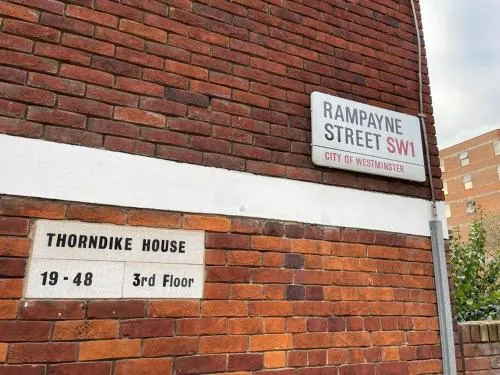 RAMPAYNE
STREET SW1
CITY OF WESTMINSTER
THORNDIKE HOUSE
19-48 3rd Floor